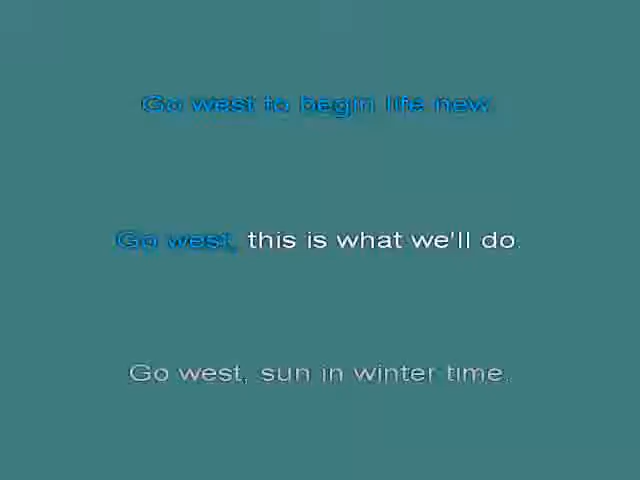 Go west to begin life new.
Go west, this is what we'll do.
Go west, sun in winter time.